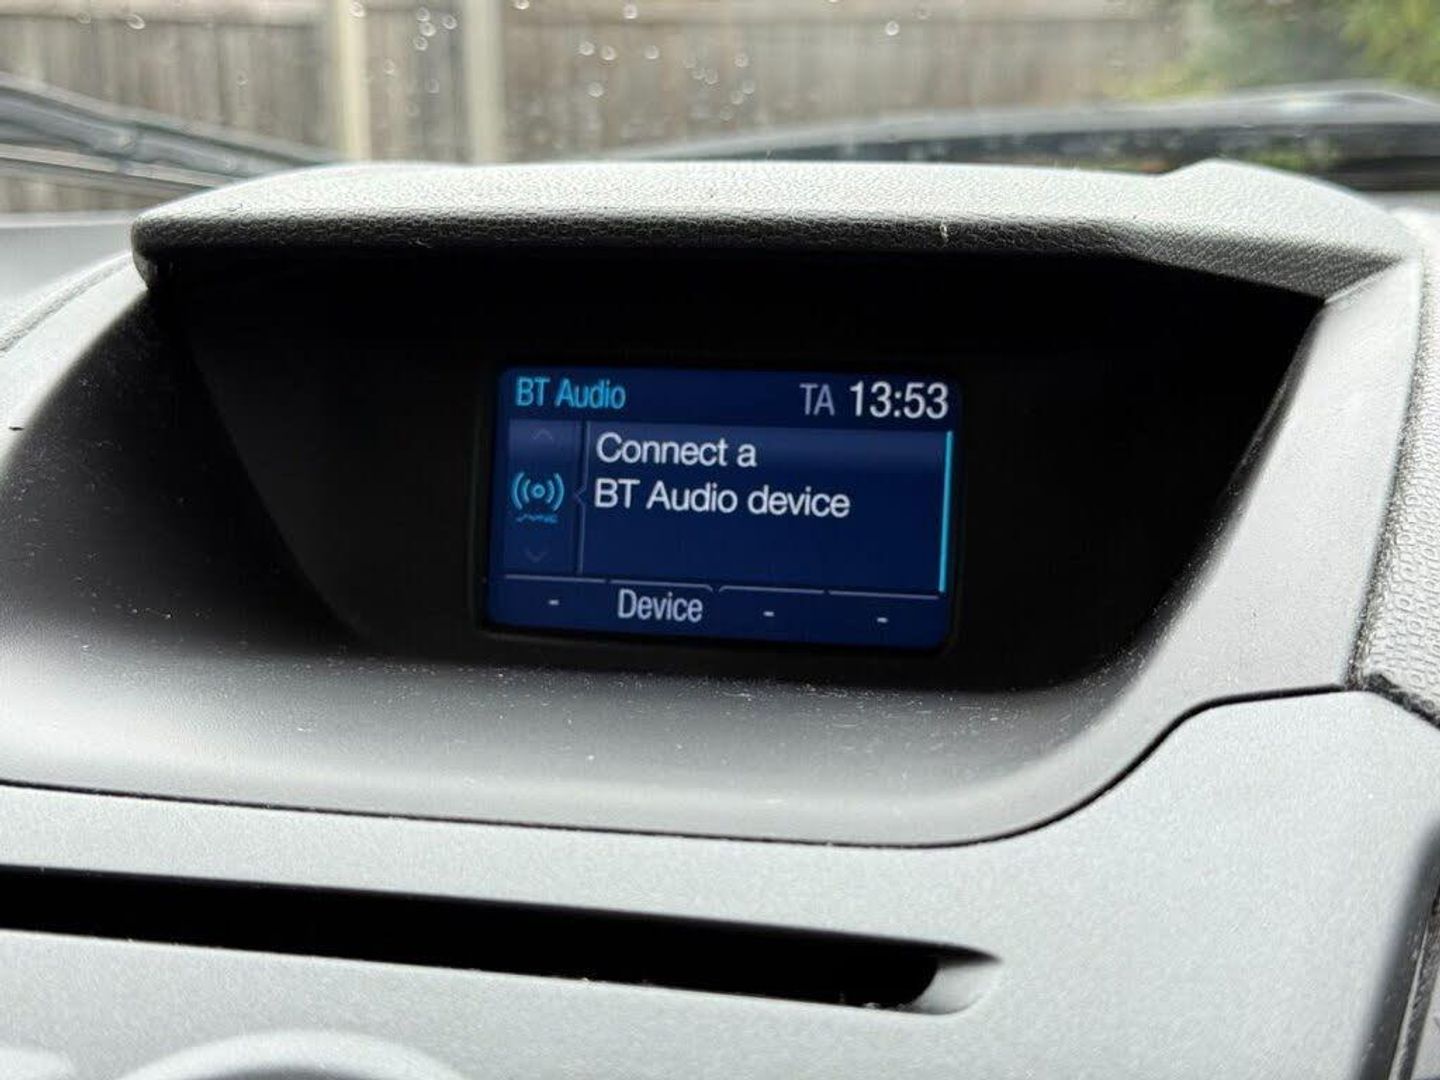 BT Audio TA 13:53
Connect a
BT Audio device
- Device - -